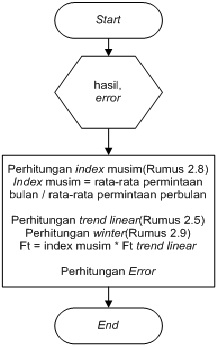 Start
hasil,
error
Perhitungan index musim(Rumus 2.8)
Index musim = rata-rata permintaan
bulan / rata-rata permintaan perbulan
Perhitungan trend linear(Rumus 2.5)
Perhitungan winter(Rumus 2.9)
Ft = index musim * Ft trend linear
Perhitungan Error
End